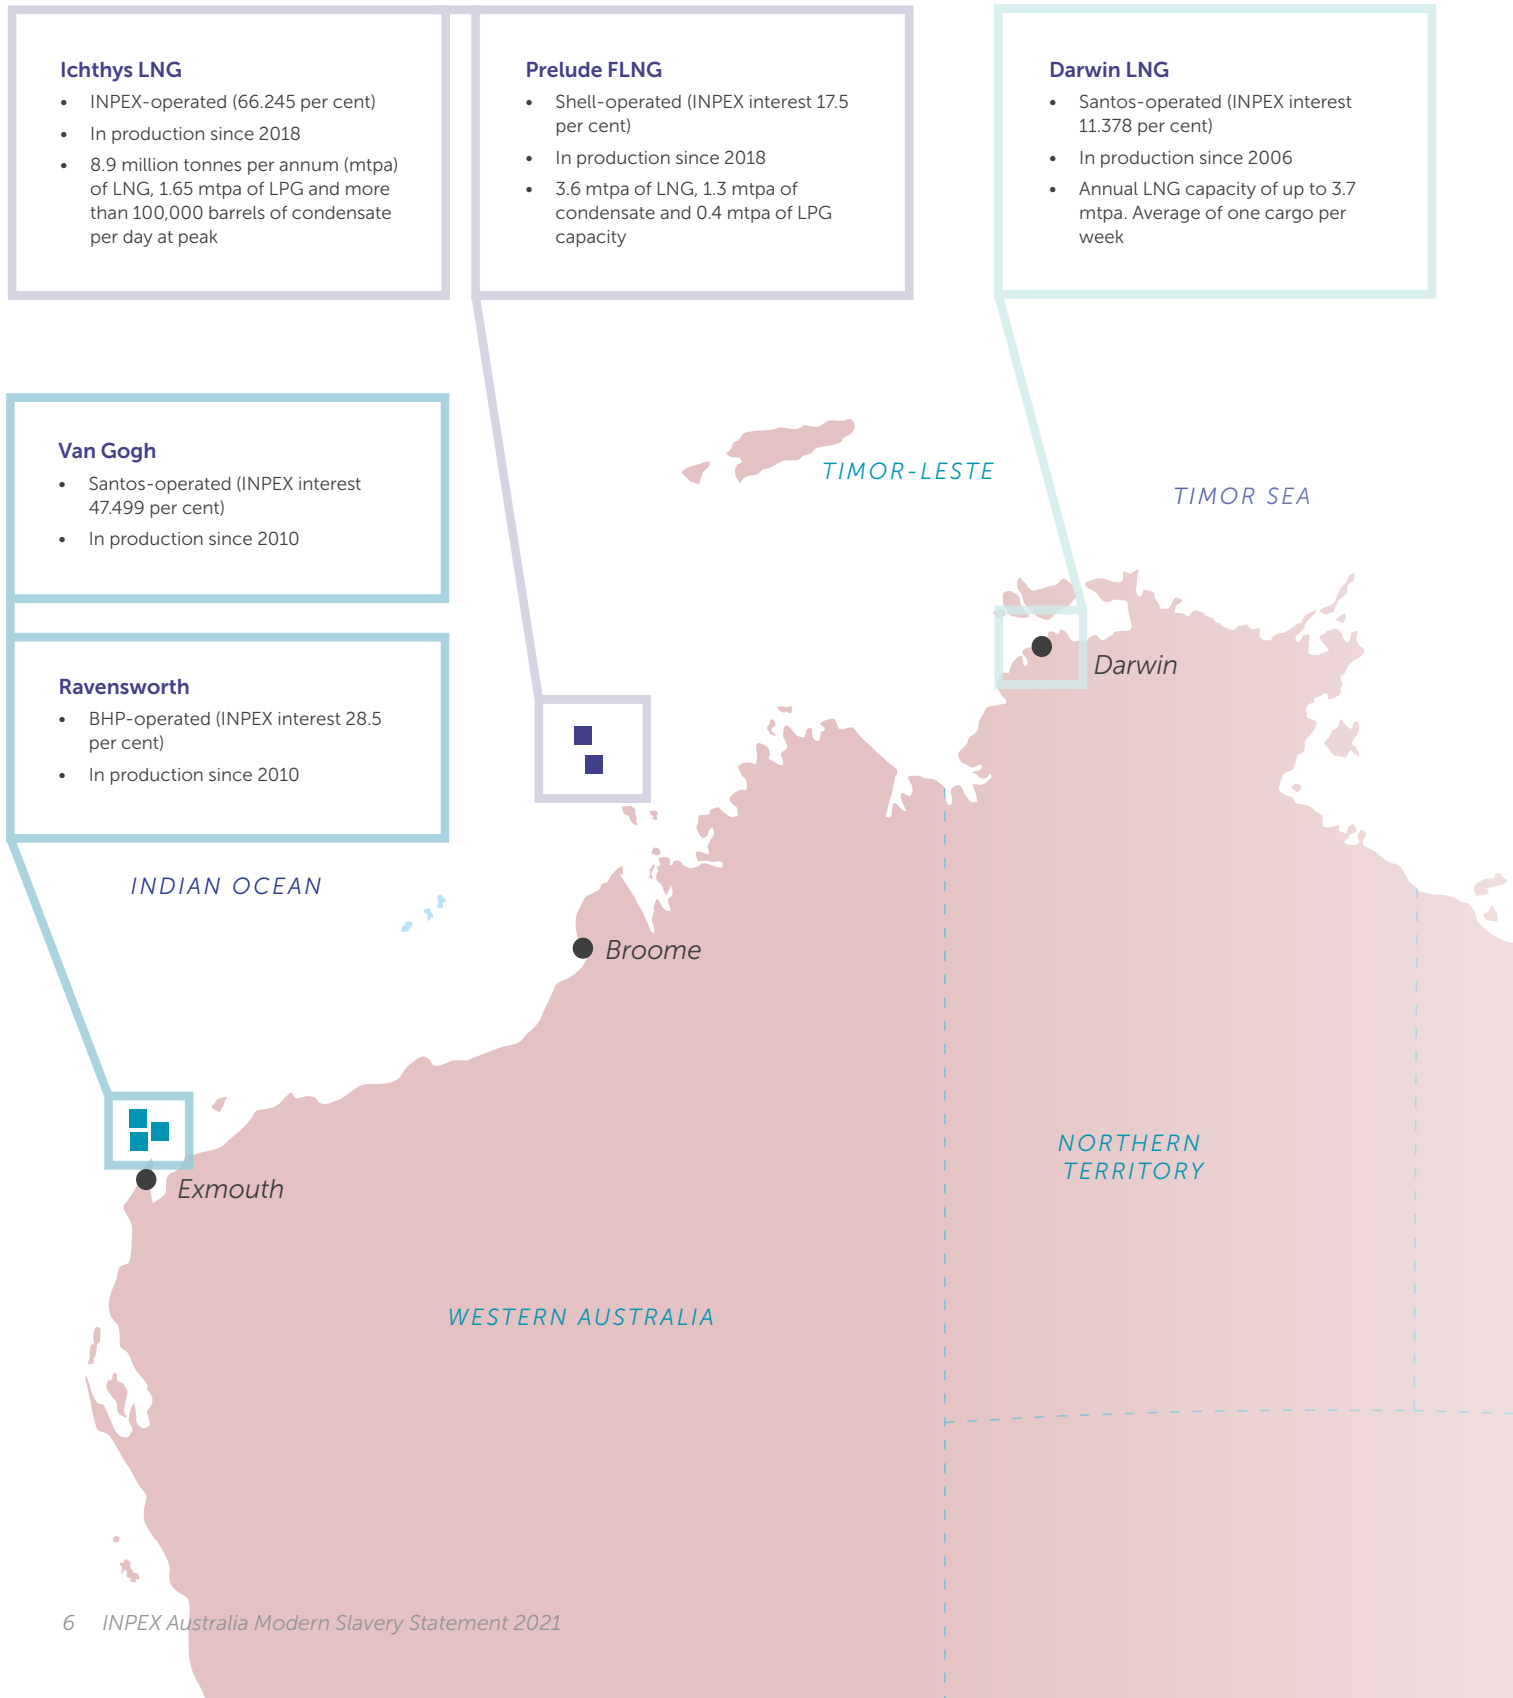 Ichthys LNG
• INPEX-operated (66.245 per cent)
• In production since 2018
• 8.9 million tonnes per annum (mtpa)
of LNG, 1.65 mtpa of LPG and more
than 100,000 barrels of condensate
per day at peak
Prelude FLNG
• Shell-operated (INPEX interest 17.5
per cent)
• In production since 2018
• 3.6 mtpa of LNG, 1.3 mtpa of
condensate and 0.4 mtpa of LPG
capacity
Darwin LNG
• Santos-operated (INPEX interest
11.378 per cent)
• In production since 2006
• Annual LNG capacity of up to 3.7
mtpa. Average of one cargo per
week
Van Gogh
• Santos-operated (INPEX interest
47.499 per cent)
• In production since 2010
Ravensworth
• BHP-operated (INPEX interest 28.5
per cent)
• In production since 2010
TIMOR-LESTE
TIMOR SEA
Darwin
INDIAN OCEAN
Broome
Exmouth
NORTHERN
TERRITORY
WESTERN AUSTRALIA
6 INPEX Australia Modern Slavery Statement 2021